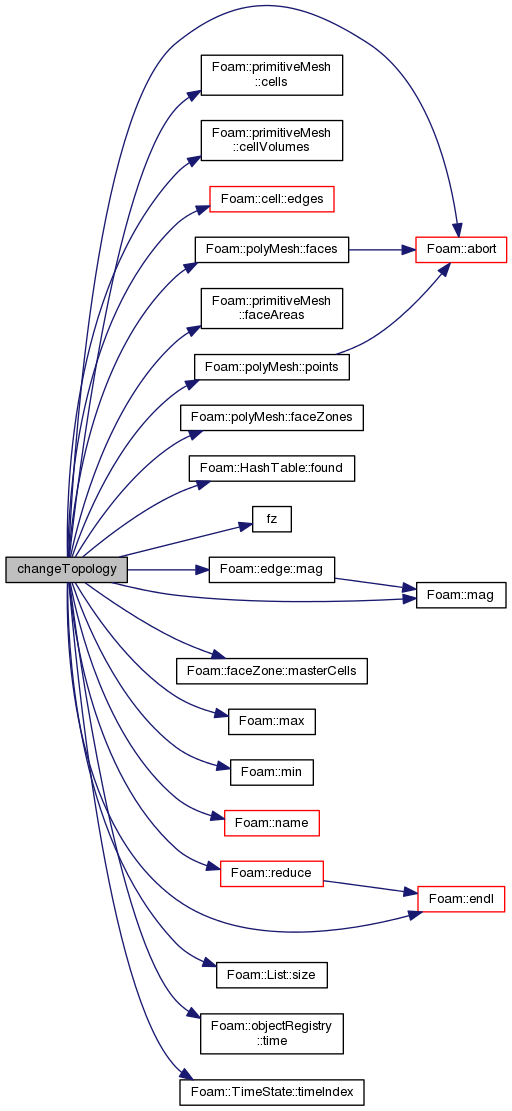 Foam::primitiveMesh
::cells
Foam::primitiveMesh
::cellVolumes
Foam::cell::edges
Foam::polyMesh::faces
Foam::abort
Foam::primitiveMesh
::faceAreas
Foam::polyMesh::points
Foam::polyMesh::faceZones
Foam::HashTable::found
fz
changeTopology
Foam::edge::mag
Foam::mag
Foam::faceZone::masterCells
Foam::max
Foam::min
Foam::name
Foam::reduce
Foam::endl
Foam::List::size
Foam::objectRegistry
::time
Foam::TimeState::timeIndex